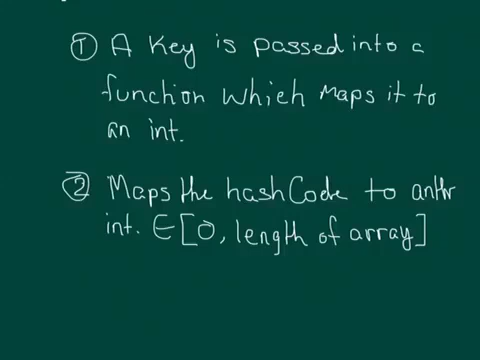 ① A Key is passed into a
function which maps it to
an int.
② Maps the hashCode to anthr
int. ∈ [0, length of array]